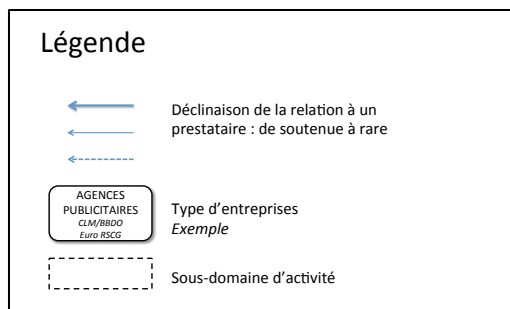 Légende
Déclinaison de la relation à un
prestataire : de soutenue à rare
AGENCES
PUBLICITAIRES
CLM/BBDO
Euro RSCG
Type d'entreprises
Exemple
Sous-domaine d'activité